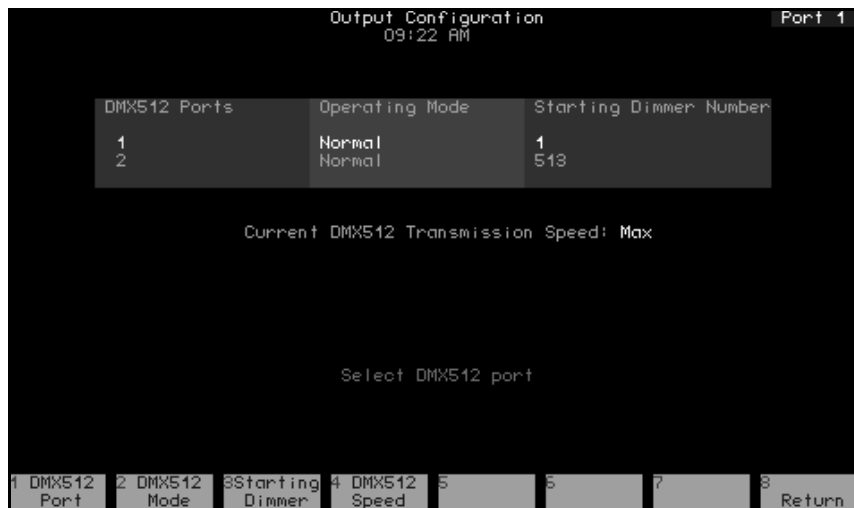 Output Configuration Port 1
09:22 AM
DMX512 Ports Operating Mode Starting Dimmer Number
1 Normal 1
2 Normal 513
Current DMX512 Transmission Speed: Max
Select DMX512 port
1 DMX512 Port 2 DMX512 Mode 3Starting Dimmer 4 DMX512 Speed 5 6 7 8 Return